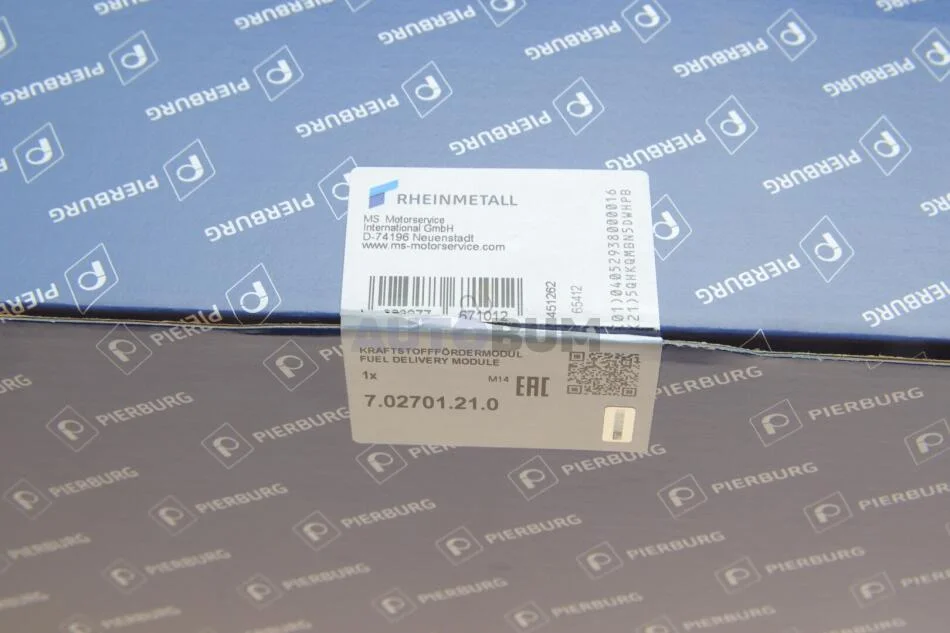 PIERBURG
RHEINMETALL
MS Motorservice
International GmbH
D-74196 Neuenstadt
www.ms-motorservice.com
671012
451262
65412
(01)04052938000016
(21)5QHKQMBN5DWHPB
AUTOBUM
KRAFTSTOFFFÖRDERMODUL
FUEL DELIVERY MODULE
1x
M14 EAC
7.02701.21.0